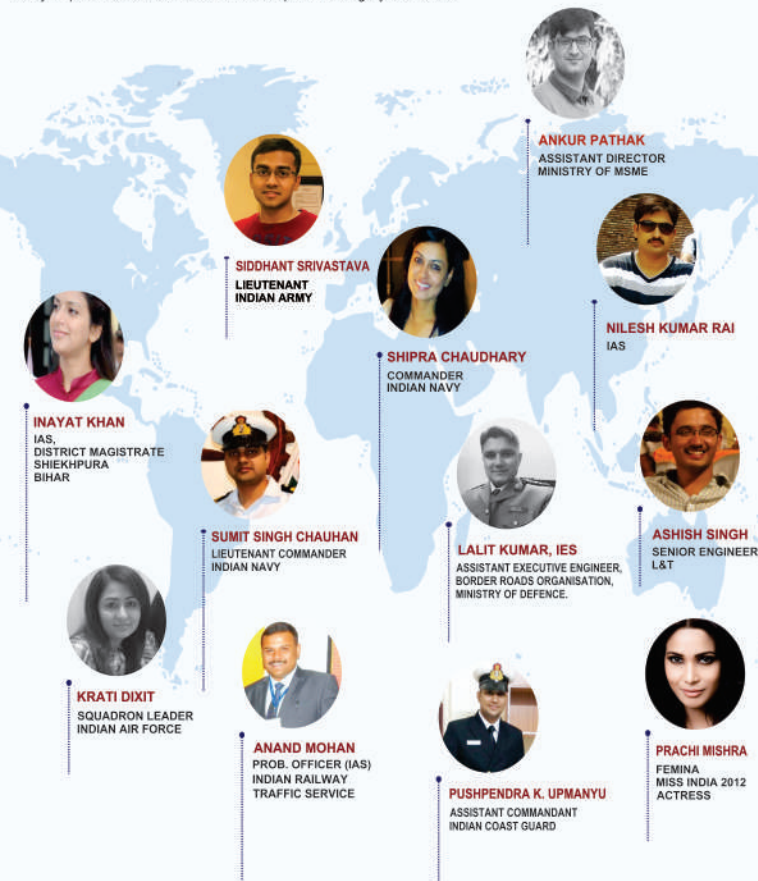 ANKUR PATHAK
ASSISTANT DIRECTOR
MINISTRY OF MSME
SIDDHANT SRIVASTAVA
LIEUTENANT
INDIAN ARMY
NILESH KUMAR RAI
IAS
SHIPRA CHAUDHARY
COMMANDER
INDIAN NAVY
INAYAT KHAN
IAS,
DISTRICT MAGISTRATE
SHIEKHPURA
BIHAR
SUMIT SINGH CHAUHAN
LIEUTENANT COMMANDER
INDIAN NAVY
LALIT KUMAR, IES
ASSISTANT EXECUTIVE ENGINEER,
BORDER ROADS ORGANISATION,
MINISTRY OF DEFENCE.
ASHISH SINGH
SENIOR ENGINEER
L&T
KRATI DIXIT
SQUADRON LEADER
INDIAN AIR FORCE
ANAND MOHAN
PROB. OFFICER (IAS)
INDIAN RAILWAY
TRAFFIC SERVICE
PUSHPENDRA K. UPMANYU
ASSISTANT COMMANDANT
INDIAN COAST GUARD
PRACHI MISHRA
FEMINA
MISS INDIA 2012
ACTRESS